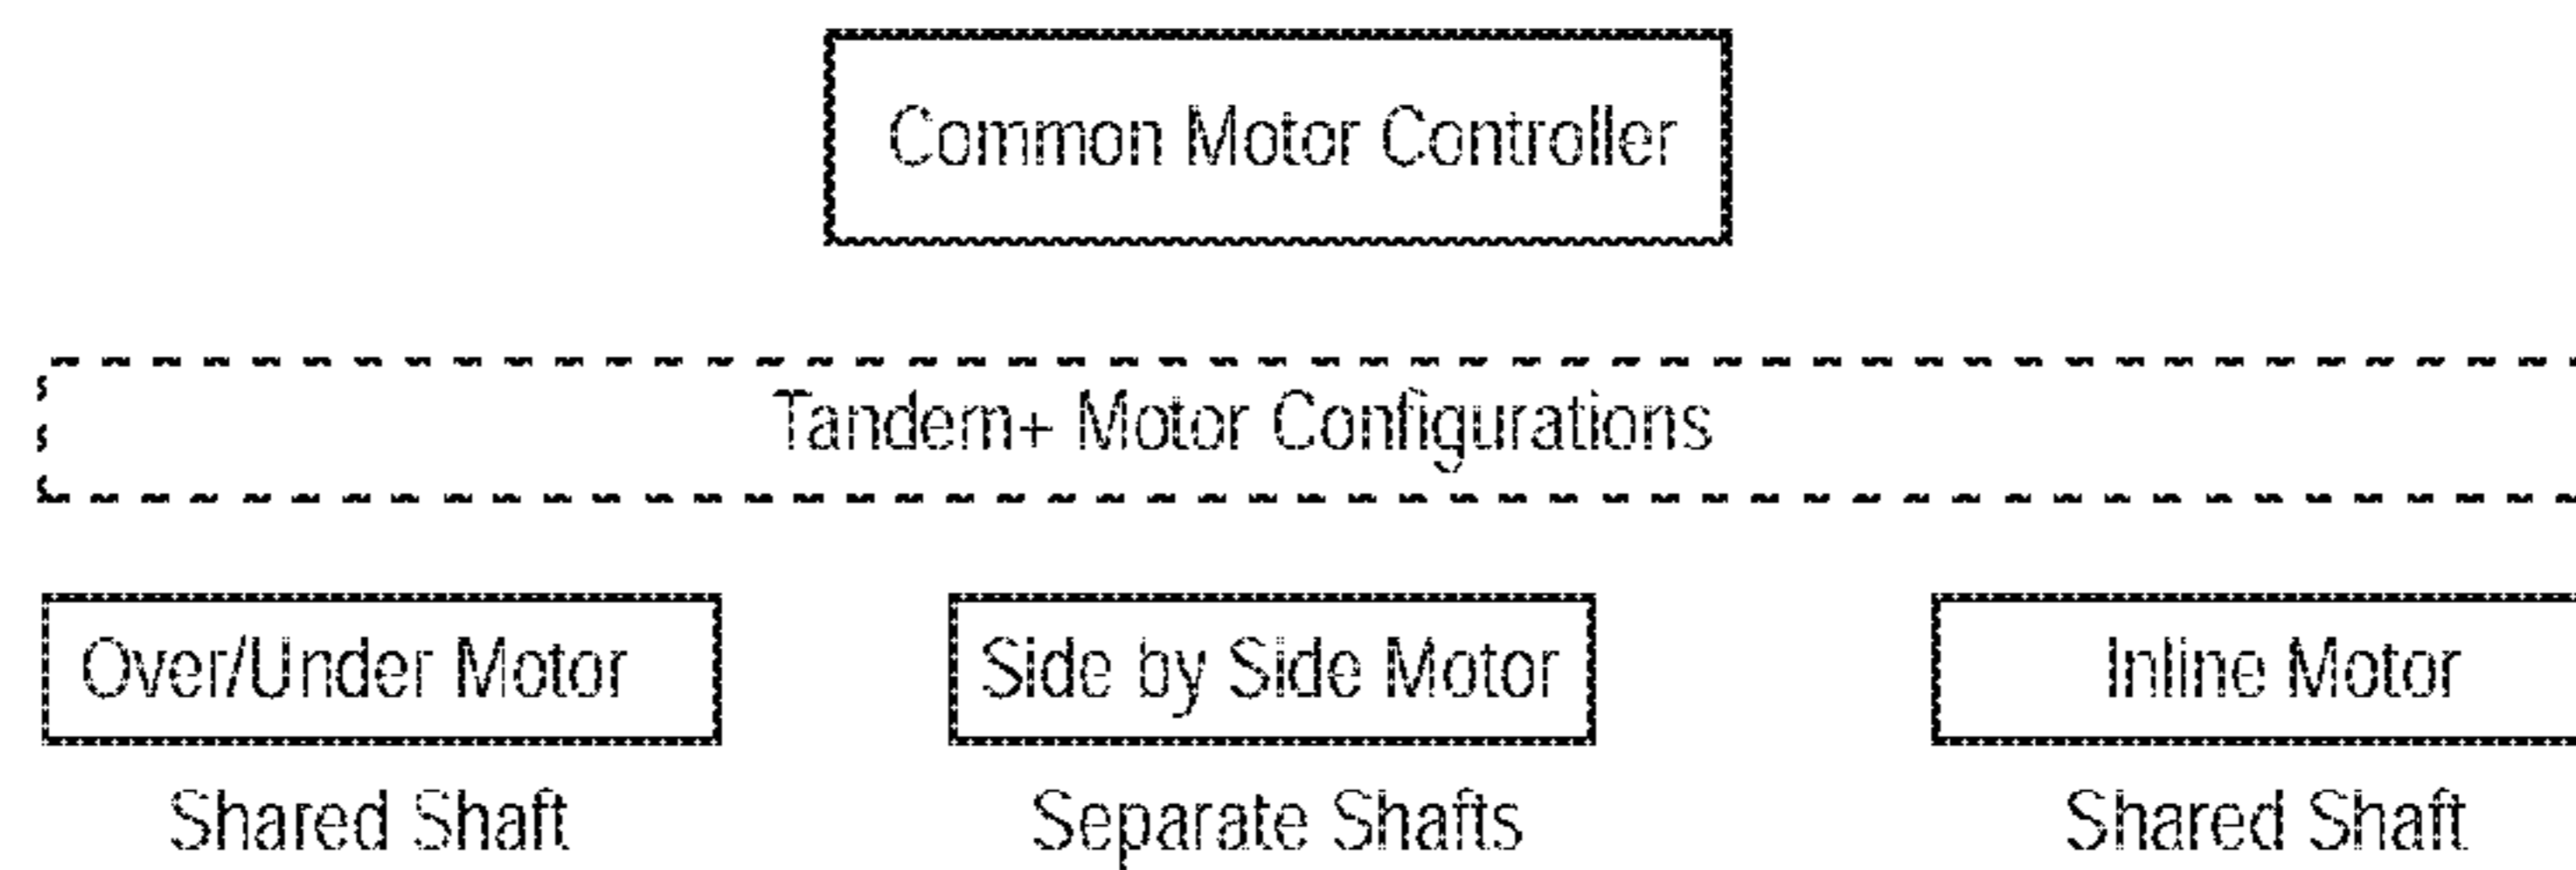 Common Motor Controller
Tandem+ Motor Configurations
Over/Under Motor
Side by Side Motor
Inline Motor
Shared Shaft
Separate Shafts
Shared Shaft